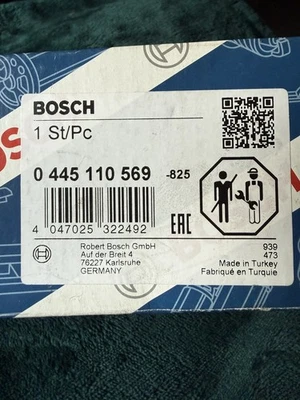 BOSCH
1 St/Pc
0 445 110 569 -825
4 047025 322492
EAC
Robert Bosch GmbH
Auf der Breit 4
76227 Karlsruhe
GERMANY
939
473
Made in Turkey
Fabriqué en Turquie